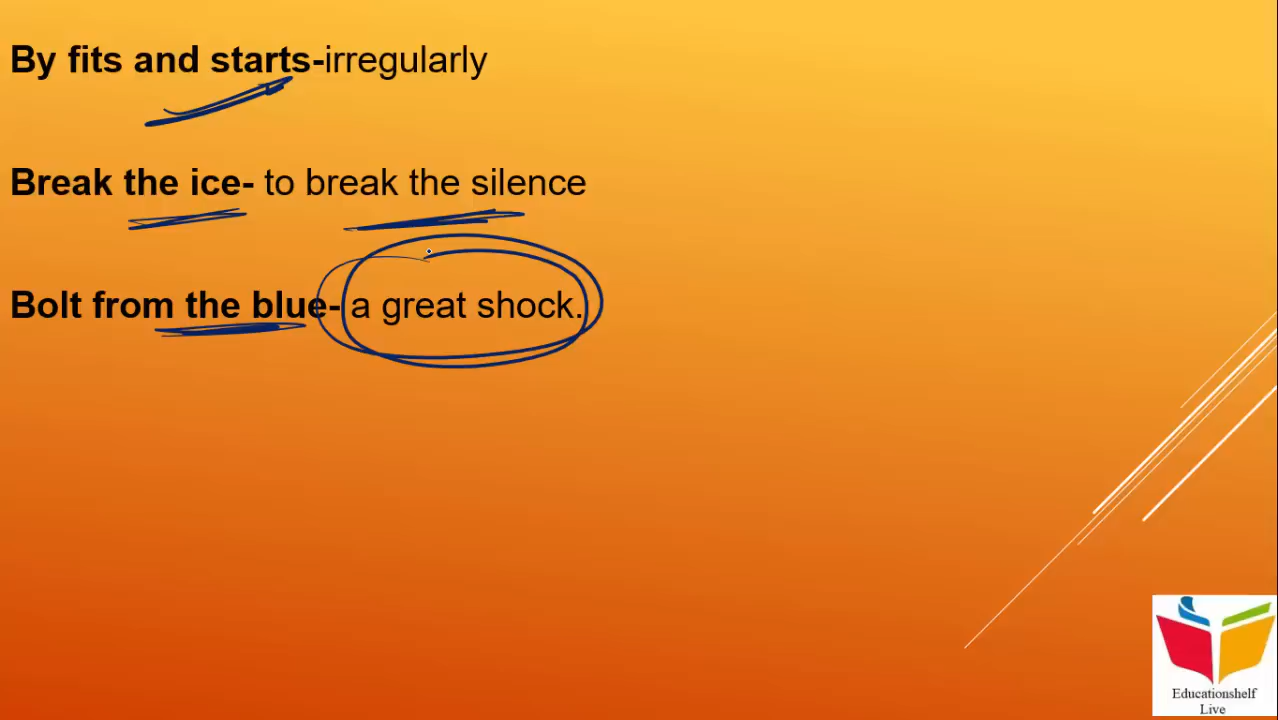 By fits and starts-irregularly
Break the ice- to break the silence
Bolt from the blue- a great shock.
Educationshelf
Live